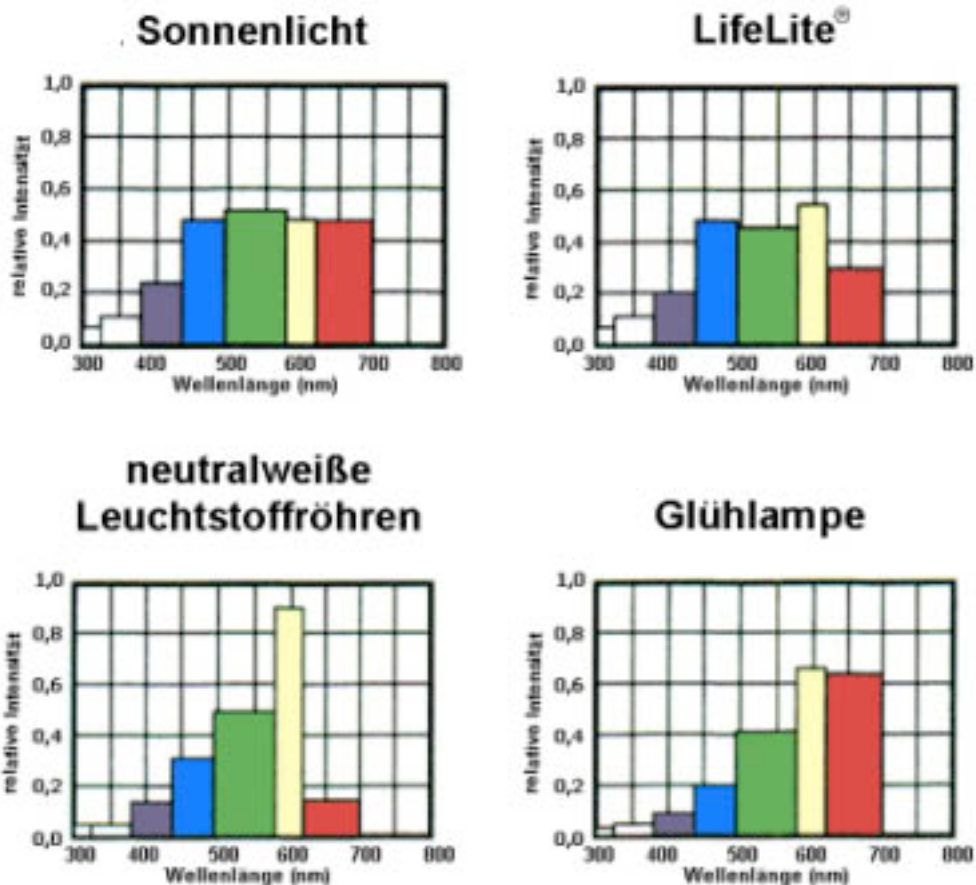 Sonnenlicht
1,0
0,8
0,6
0,4
0,2
0,0
relative Intensität
300 400 500 600 700 800
Wellenlänge (nm)
LifeLite®
1,0
0,8
0,6
0,4
0,2
0,0
relative Intensität
300 400 500 600 700 800
Wellenlänge (nm)
neutralweiße
Leuchtstoffröhren
1,0
0,8
0,6
0,4
0,2
0,0
relative Intensität
300 400 500 600 700 800
Wellenlänge (nm)
Glühlampe
1,0
0,8
0,6
0,4
0,2
0,0
relative Intensität
300 400 500 600 700 800
Wellenlänge (nm)